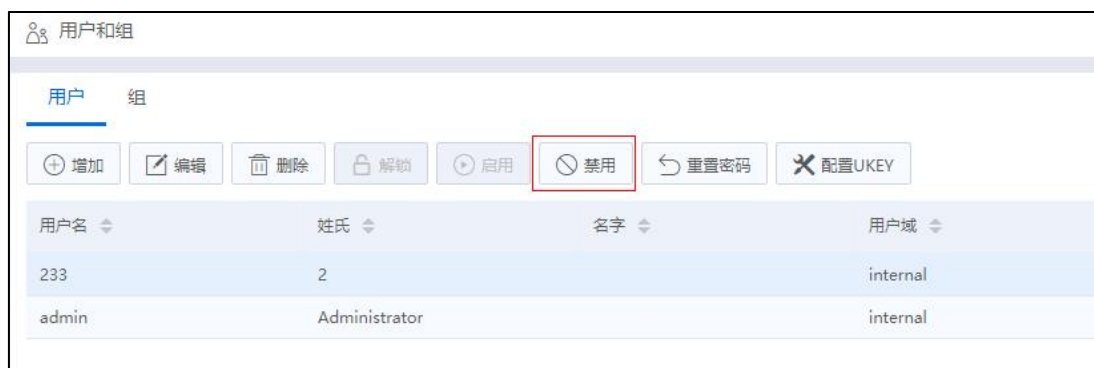 用户和组
用户 组
增加 编辑 删除 解锁 启用 禁用 重置密码 配置UKEY
用户名 姓氏 名字 用户域
233 2 internal
admin Administrator internal